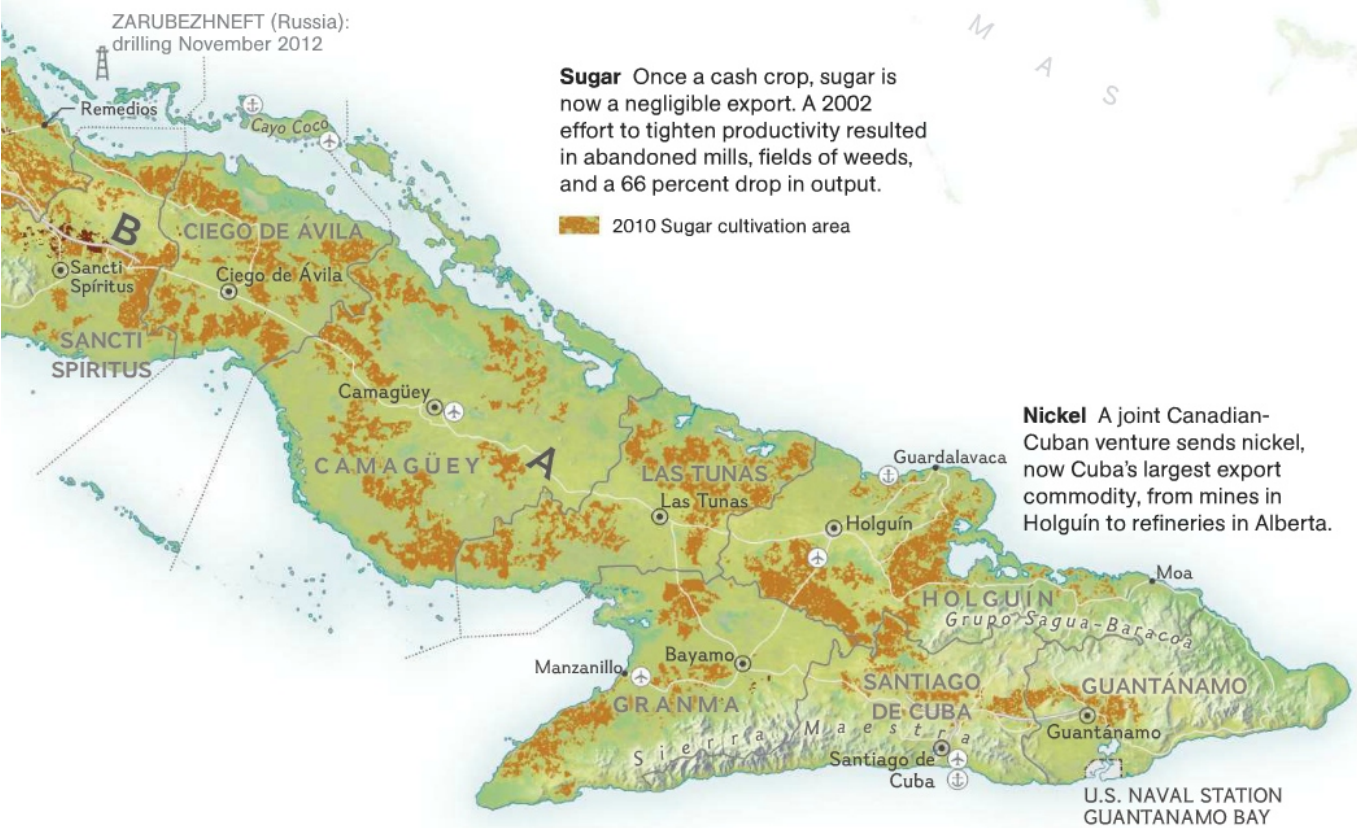 ZARUBEZHNEFT (Russia):
drilling November 2012
M A S
Sugar Once a cash crop, sugar is
now a negligible export. A 2002
effort to tighten productivity resulted
in abandoned mills, fields of weeds,
and a 66 percent drop in output.
2010 Sugar cultivation area
Remedios
Cayo Coco
B
CIEGO DE ÁVILA
Sancti
Spíritus
Ciego de Ávila
SANCTI
SPÍRITUS
Camagüey
CAMAGÜEY
A
LAS TUNAS
Las Tunas
Guardalavaca
Nickel A joint Canadian-
Cuban venture sends nickel,
now Cuba's largest export
commodity, from mines in
Holguín to refineries in Alberta.
Holguín
Moa
HOLGUÍN
Grupo Sagua-Baracoa
Bayamo
Manzanillo
GRANMA
SANTIAGO
DE CUBA
GUANTÁNAMO
Sierra Maestra
Guantánamo
Santiago de
Cuba
U.S. NAVAL STATION
GUANTANAMO BAY